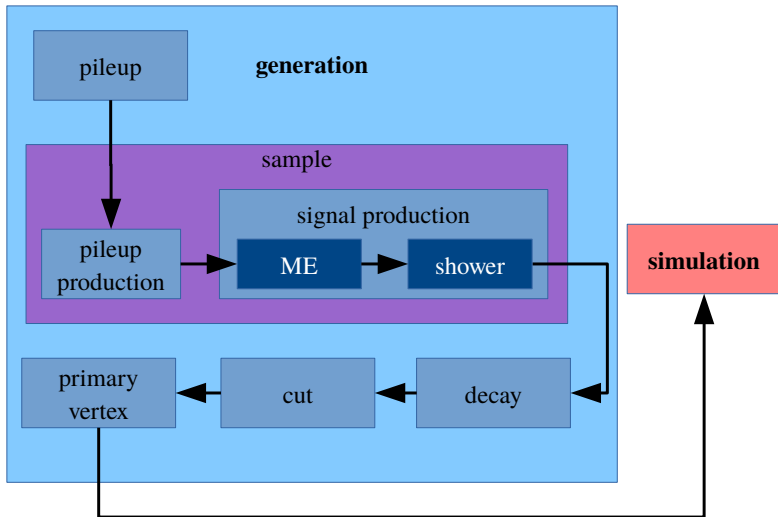 pileup
generation
sample
signal production
pileup
production
ME
shower
simulation
primary
vertex
cut
decay